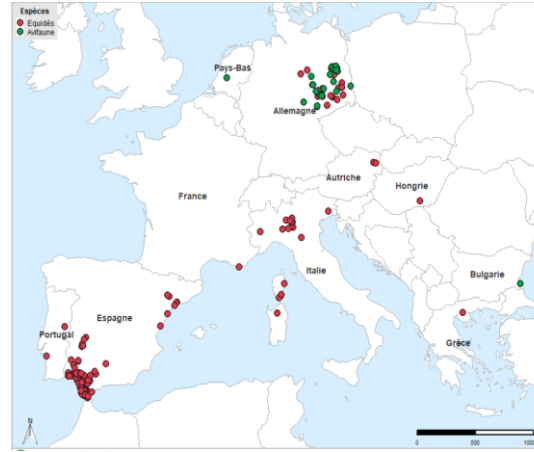 Espèces
Equidés
Avifaune
Pays-Bas
Allemagne
Autriche
Hongrie
France
Italie
Bulgarie
Espagne
Portugal
Grèce
N
0 500 1000